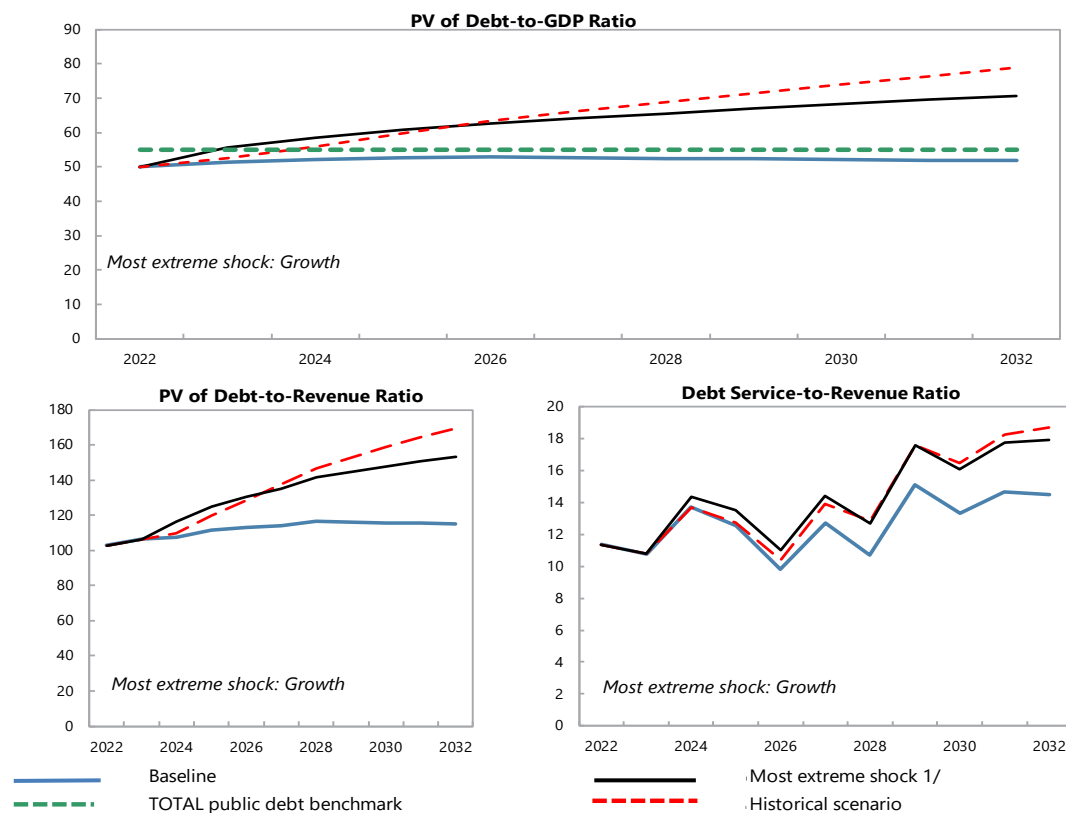 PV of Debt-to-GDP Ratio
90
80
70
60
50
40
30
20
10
0
Most extreme shock: Growth
2022 2024 2026 2028 2030 2032
PV of Debt-to-Revenue Ratio
180
160
140
120
100
80
60
40
20
0
Most extreme shock: Growth
2022 2024 2026 2028 2030 2032
Debt Service-to-Revenue Ratio
20
18
16
14
12
10
8
6
4
2
0
Most extreme shock: Growth
2022 2024 2026 2028 2030 2032
Baseline
TOTAL public debt benchmark
Most extreme shock 1/
Historical scenario